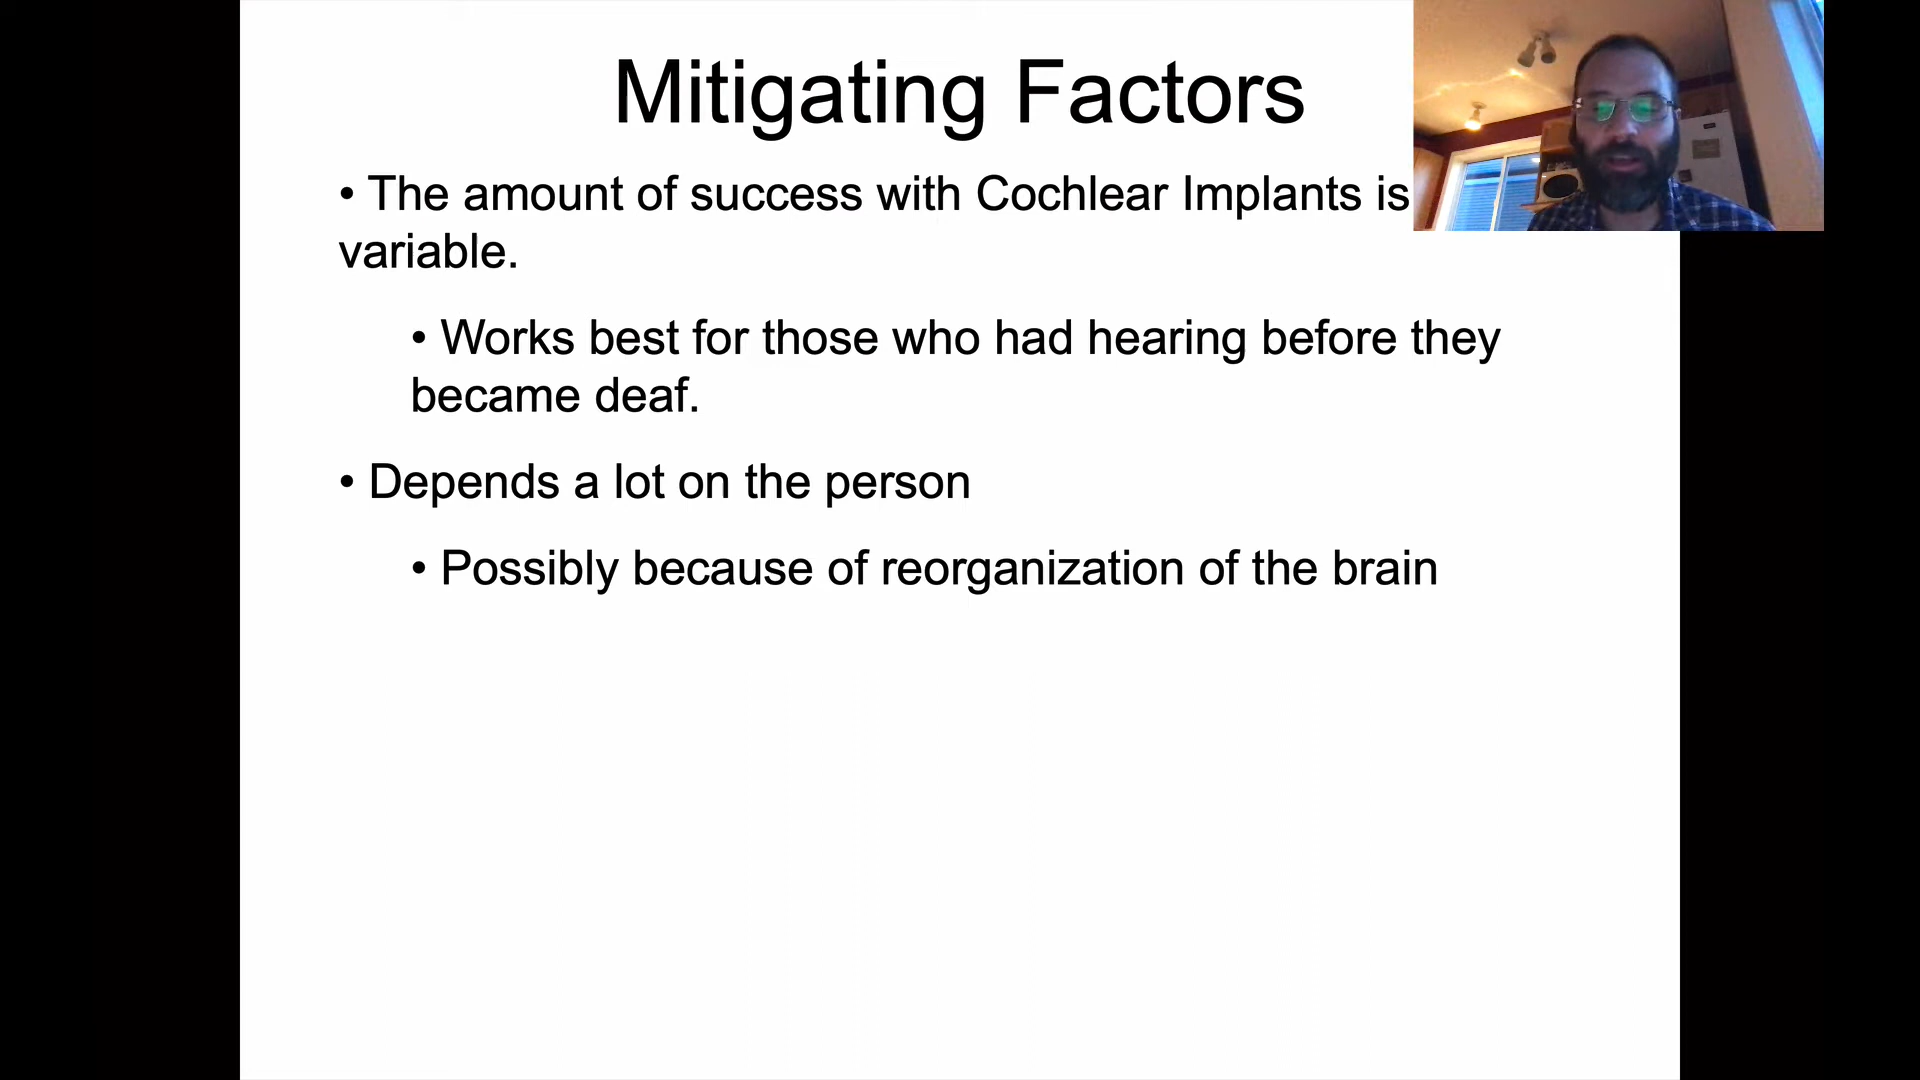 Mitigating Factors
• The amount of success with Cochlear Implants is
variable.
• Works best for those who had hearing before they
became deaf.
• Depends a lot on the person
• Possibly because of reorganization of the brain